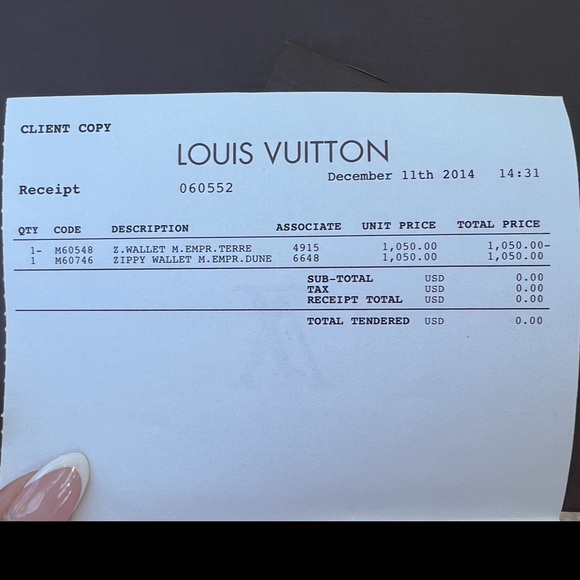 CLIENT COPY
LOUIS VUITTON
December 11th 2014 14:31
Receipt 060552
QTY CODE DESCRIPTION ASSOCIATE UNIT PRICE TOTAL PRICE
1- M60548 Z.WALLET M.EMPR.TERRE 4915 1,050.00 1,050.00-
1 M60746 ZIPPY WALLET M.EMPR.DUNE 6648 1,050.00 1,050.00
SUB-TOTAL USD 0.00
TAX USD 0.00
RECEIPT TOTAL USD 0.00
TOTAL TENDERED USD 0.00